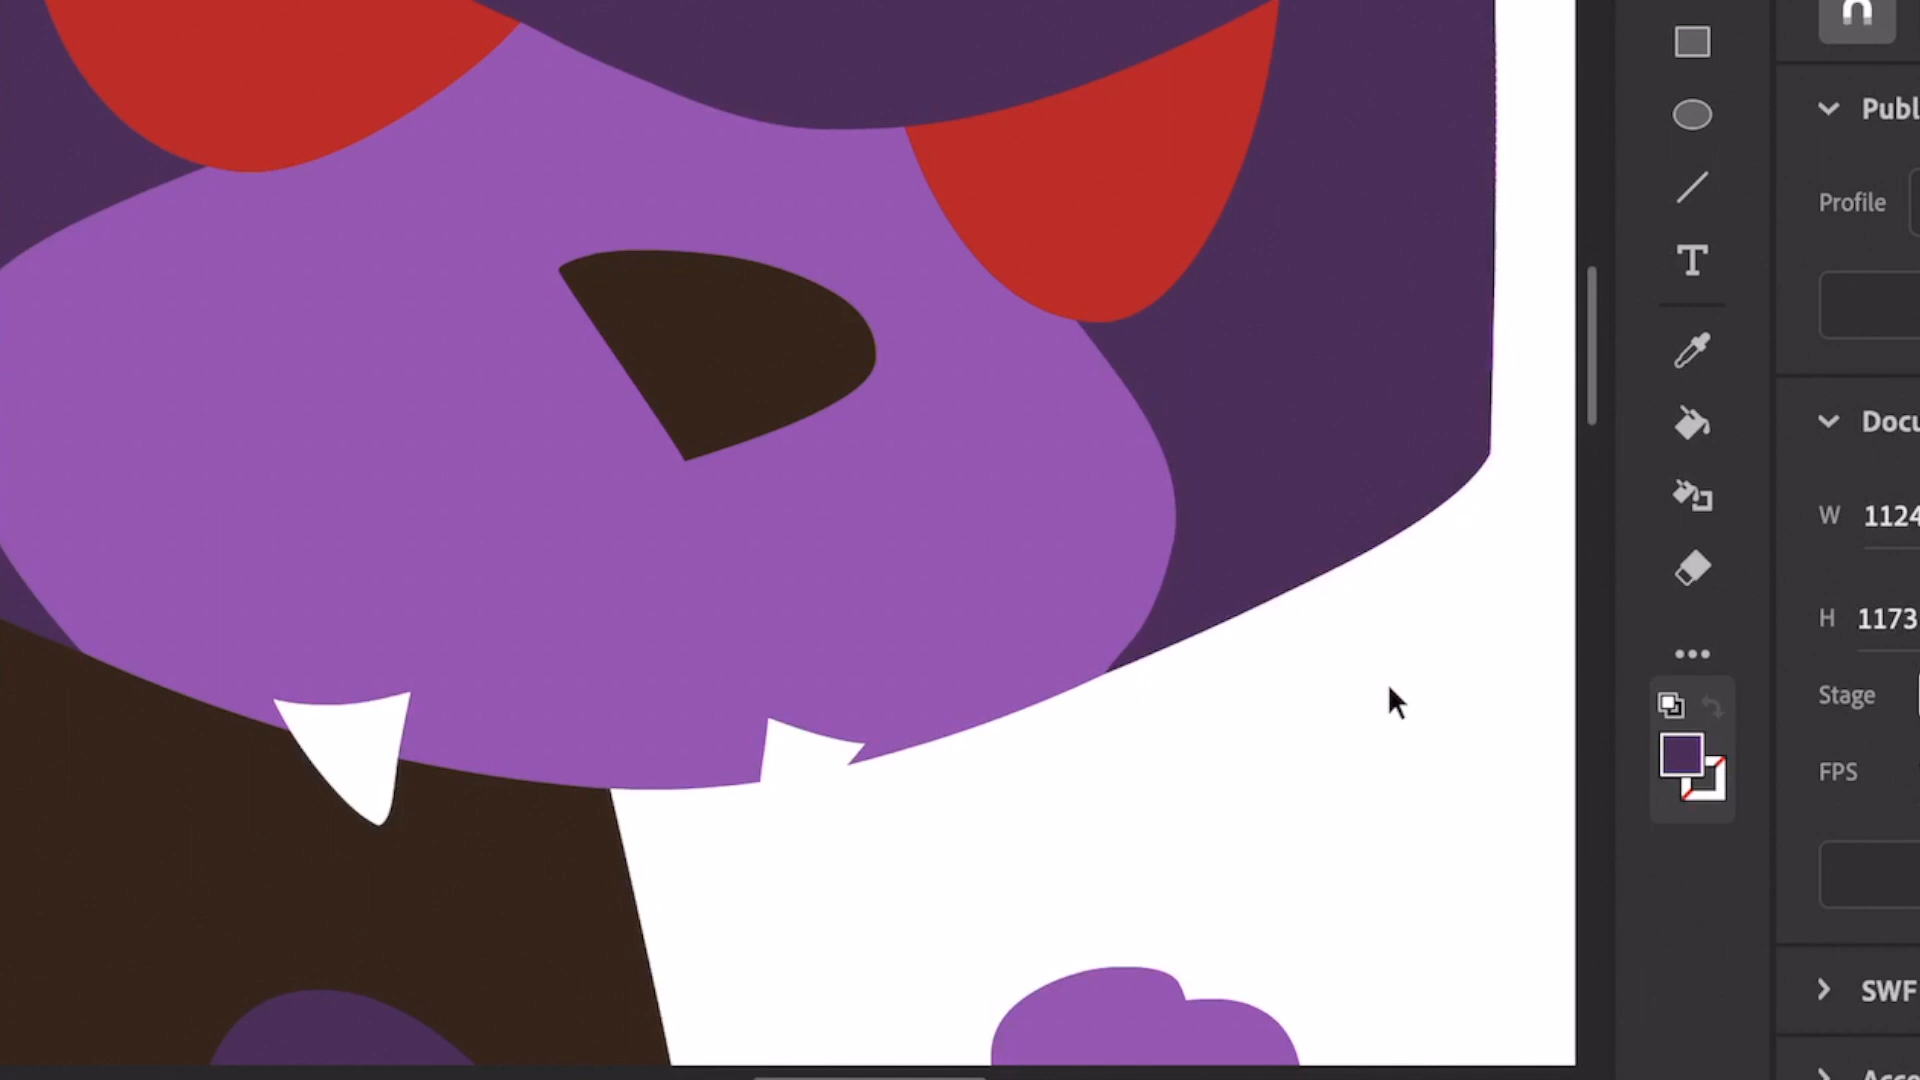 Publ
Profile
Docu
W 1124
H 1173
Stage
FPS
SWF